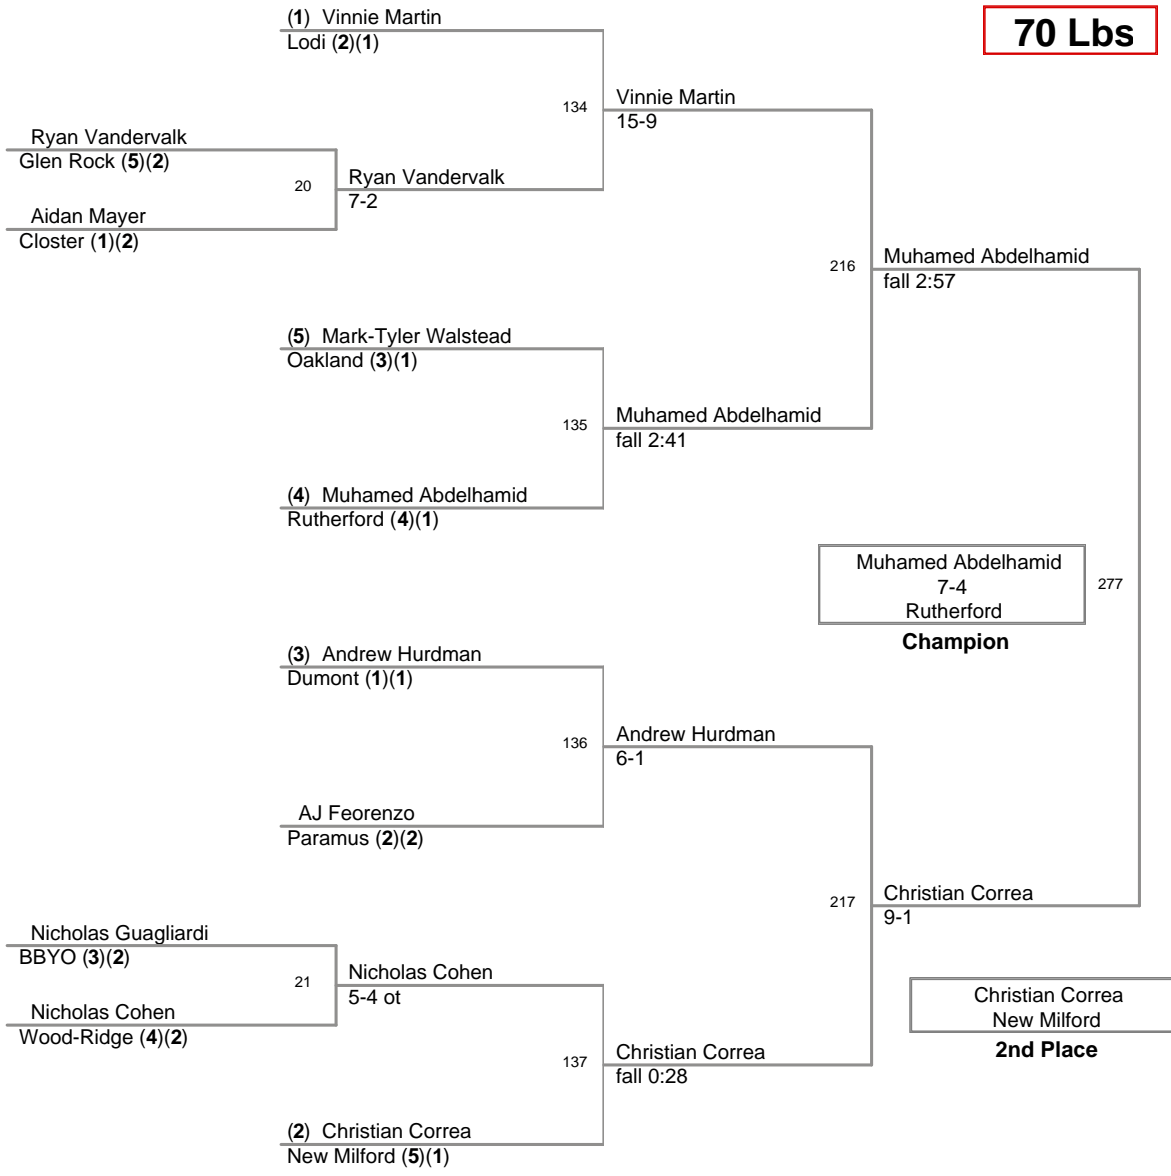 (1) Vinnie Martin
Lodi (2)(1)
70 Lbs
134
Vinnie Martin
15-9
Ryan Vandervalk
Glen Rock (5)(2)
20
Ryan Vandervalk
7-2
Aidan Mayer
Closter (1)(2)
216
Muhamed Abdelhamid
fall 2:57
(5) Mark-Tyler Walstead
Oakland (3)(1)
135
Muhamed Abdelhamid
fall 2:41
(4) Muhamed Abdelhamid
Rutherford (4)(1)
Muhamed Abdelhamid
7-4
Rutherford
Champion
277
(3) Andrew Hurdman
Dumont (1)(1)
136
Andrew Hurdman
6-1
AJ Feorenzo
Paramus (2)(2)
217
Christian Correa
9-1
Nicholas Guagliardi
BBYO (3)(2)
21
Nicholas Cohen
5-4 ot
Nicholas Cohen
Wood-Ridge (4)(2)
Christian Correa
New Milford
2nd Place
137
Christian Correa
fall 0:28
(2) Christian Correa
New Milford (5)(1)